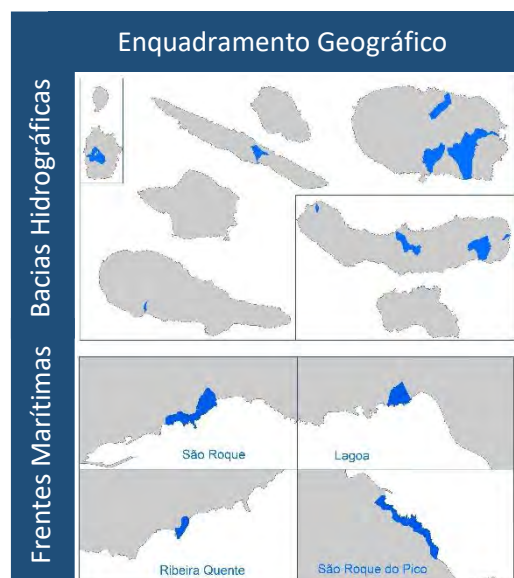 Enquadramento Geográfico
Bacias Hidrográficas
Frentes Marítimas
São Roque
Lagoa
Ribeira Quente
São Roque do Pico